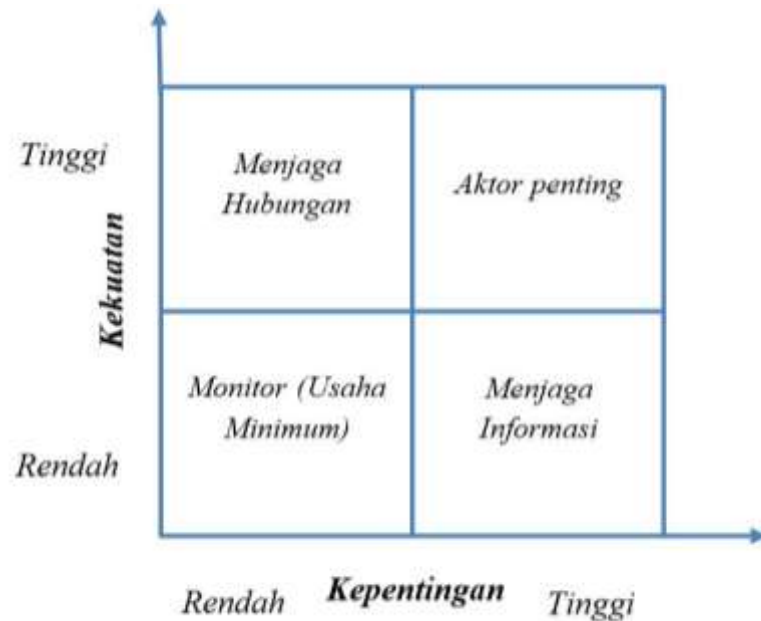 Tinggi
Menjaga
Hubungan
Aktor penting
Kekuatan
Monitor (Usaha
Minimum)
Menjaga
Informasi
Rendah
Rendah
Kepentingan
Tinggi